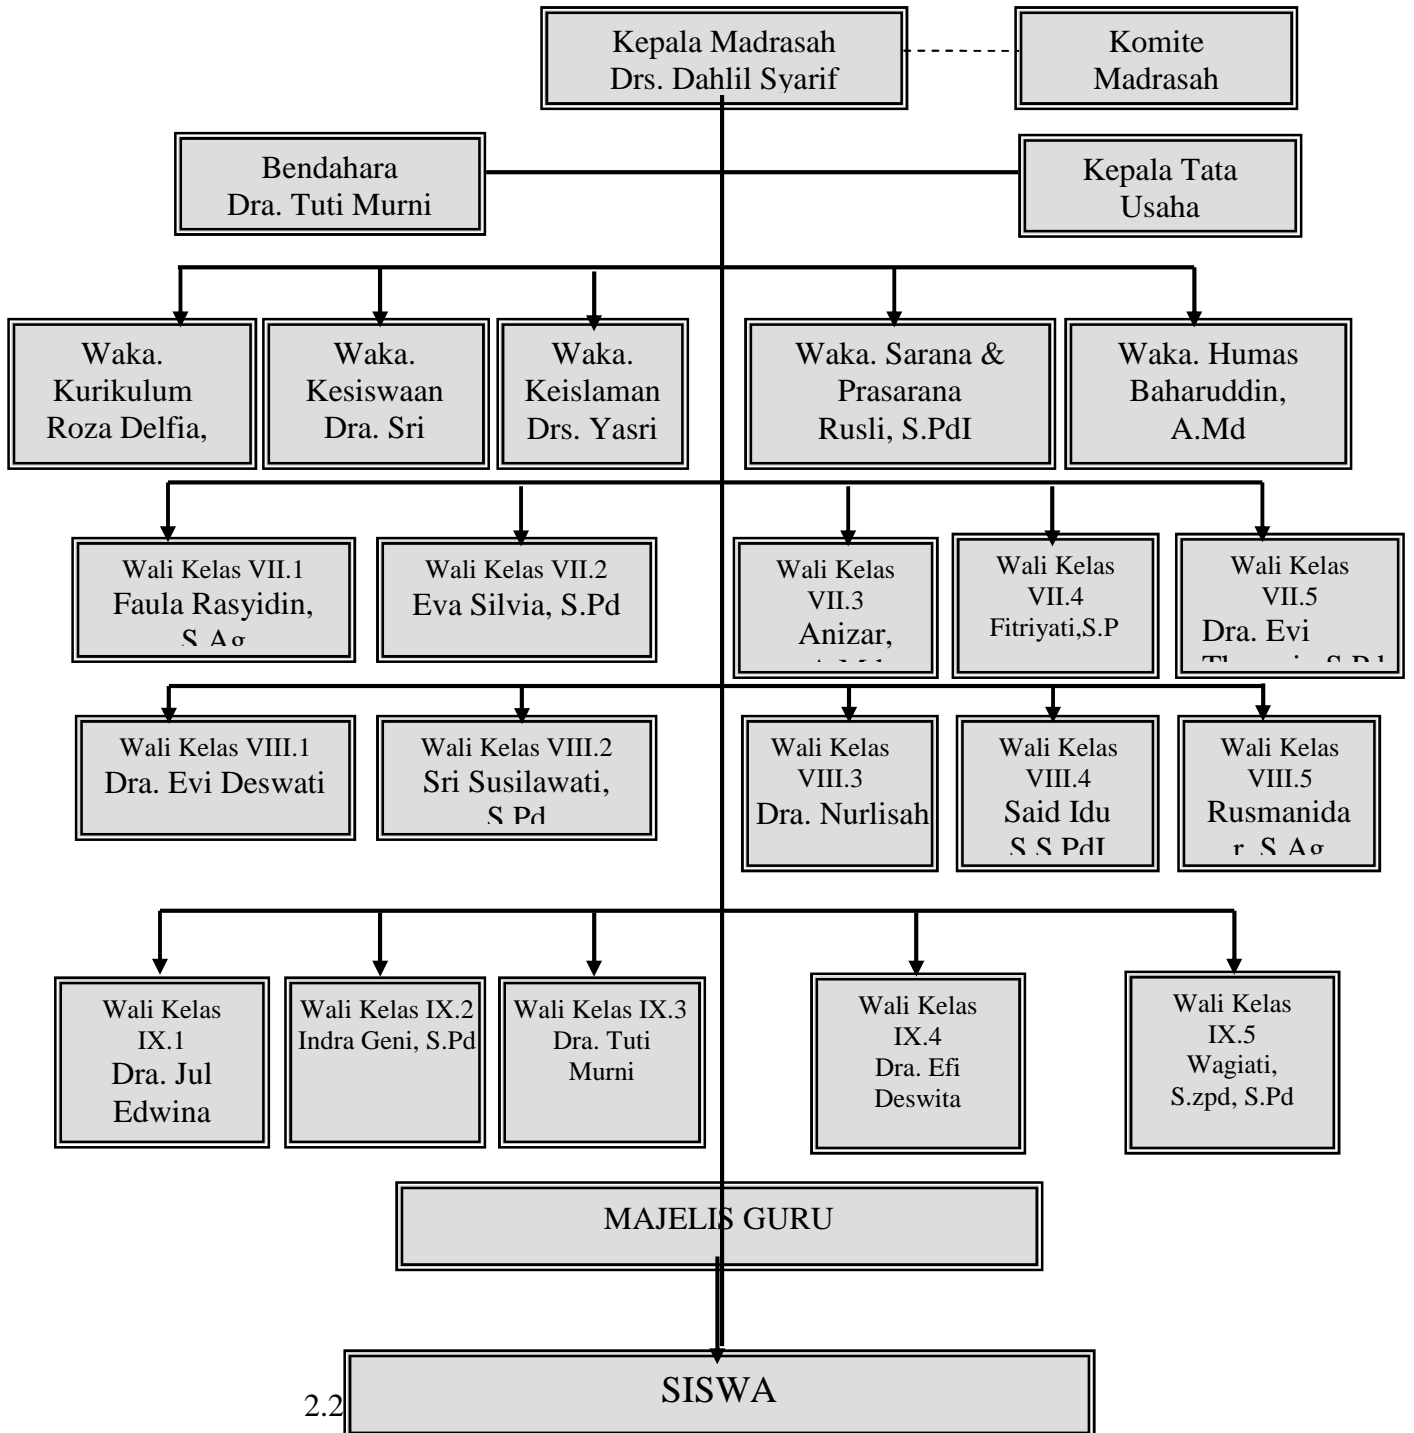 Kepala Madrasah
Drs. Dahlil Syarif
Komite
Madrasah
Bendahara
Dra. Tuti Murni
Kepala Tata
Usaha
Waka.
Kurikulum
Roza Delfia,
Waka.
Kesiswaan
Dra. Sri
Waka.
Keislaman
Drs. Yasri
Waka. Sarana &
Prasarana
Rusli, S.PdI
Waka. Humas
Baharuddin,
A.Md
Wali Kelas VII.1
Faula Rasyidin,
S.Ag
Wali Kelas VII.2
Eva Silvia, S.Pd
Wali Kelas
VII.3
Anizar,
Wali Kelas
VII.4
Fitriyati,S.P
Wali Kelas
VII.5
Dra. Evi
Wali Kelas VIII.1
Dra. Evi Deswati
Wali Kelas VIII.2
Sri Susilawati,
S.Pd
Wali Kelas
VIII.3
Dra. Nurlisah
Wali Kelas
VIII.4
Said Idu
S,S.PdI
Wali Kelas
VIII.5
Rusmanida
r, S.Ag
Wali Kelas
IX.1
Dra. Jul
Edwina
Wali Kelas IX.2
Indra Geni, S.Pd
Wali Kelas IX.3
Dra. Tuti
Murni
Wali Kelas
IX.4
Dra. Efi
Deswita
Wali Kelas
IX.5
Wagiati,
S.zpd, S.Pd
MAJELIS GURU
SISWA
2.2